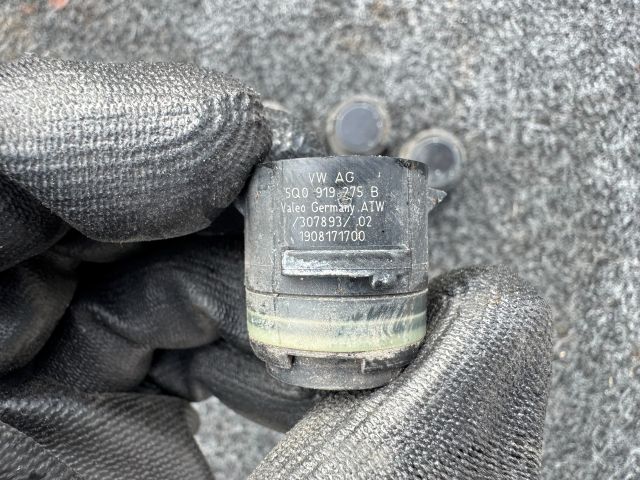 VW AG
5Q0 919 275 B
Valeo Germany ATW
/307893/ .02
1908171700